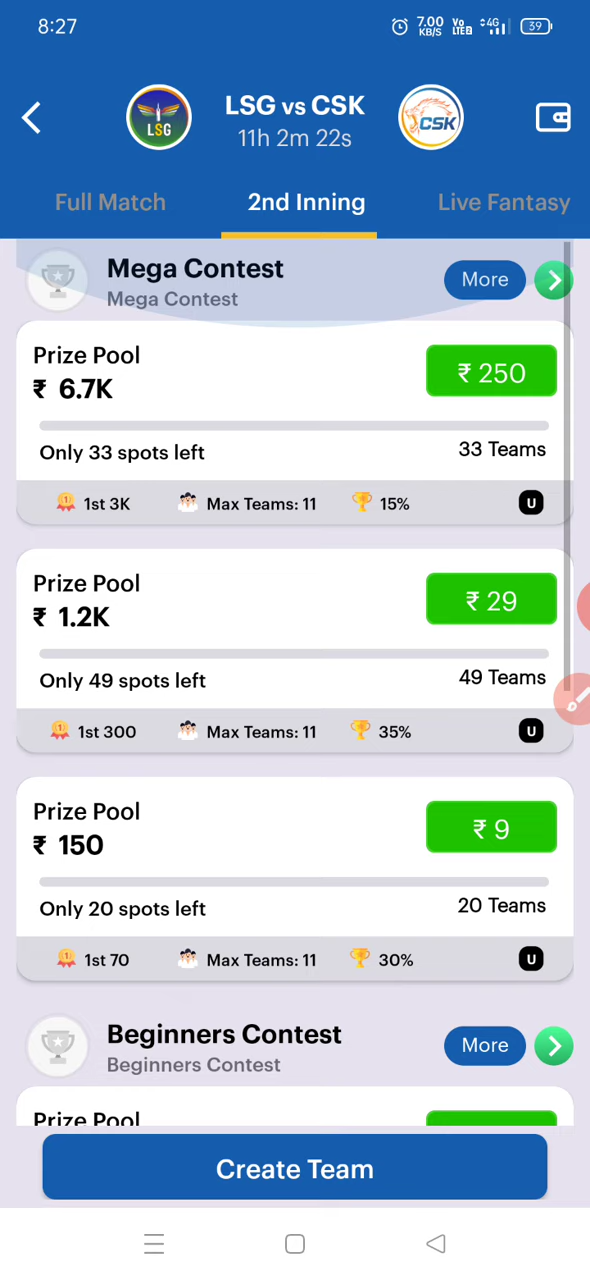 8:27
7.00 KB/S Vo LTE 2 4G 39
LSG
LSG vs CSK
CSK
11h 2m 22s
Full Match 2nd Inning Live Fantasy
Mega Contest
Mega Contest
More
Prize Pool
₹ 6.7K
₹ 250
Only 33 spots left
33 Teams
1st 3K Max Teams: 11 15% U
Prize Pool
₹ 1.2K
₹ 29
Only 49 spots left
49 Teams
1st 300 Max Teams: 11 35% U
Prize Pool
₹ 150
₹ 9
Only 20 spots left
20 Teams
1st 70 Max Teams: 11 30% U
Beginners Contest
Beginners Contest
More
Prize Pool
Create Team